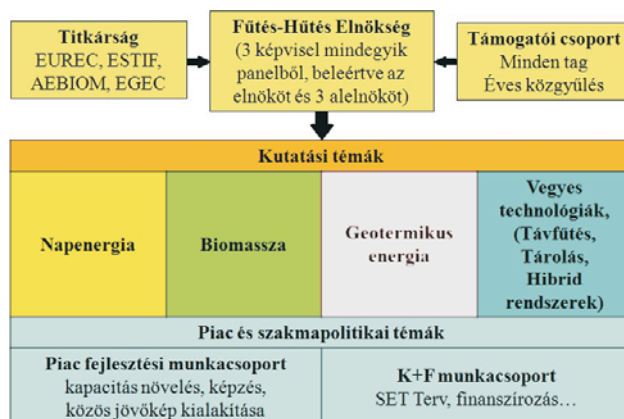 Titkárság
EUREC, ESTIF,
AEBIOM, EGEC
Fűtés-Hűtés Elnökség
(3 képvisel mindegyik
panelből, beleértve az
elnököt és 3 alelnököt)
Támogatói csoport
Minden tag
Éves közgyűlés
Kutatási témák
Napenergia
Biomassza
Geotermikus
energia
Vegyes
technológiák,
(Távfűtés,
Tárolás,
Hibrid
rendszerek)
Piac és szakmapolitikai témák
Piac fejlesztési munkacsoport
kapacitás növelés, képzés,
közös jövőkép kialakítása
K+F munkacsoport
SET Terv, finanszírozás…